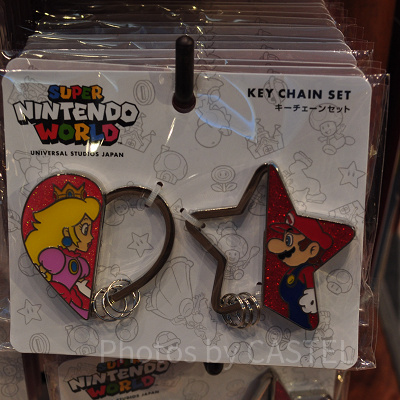 SUPER
NINTENDO
WORLD
UNIVERSAL STUDIOS JAPAN
KEY CHAIN SET
キーチェーンセット
Photos by CASTEL
SUPER
NINTENDO
WORLD